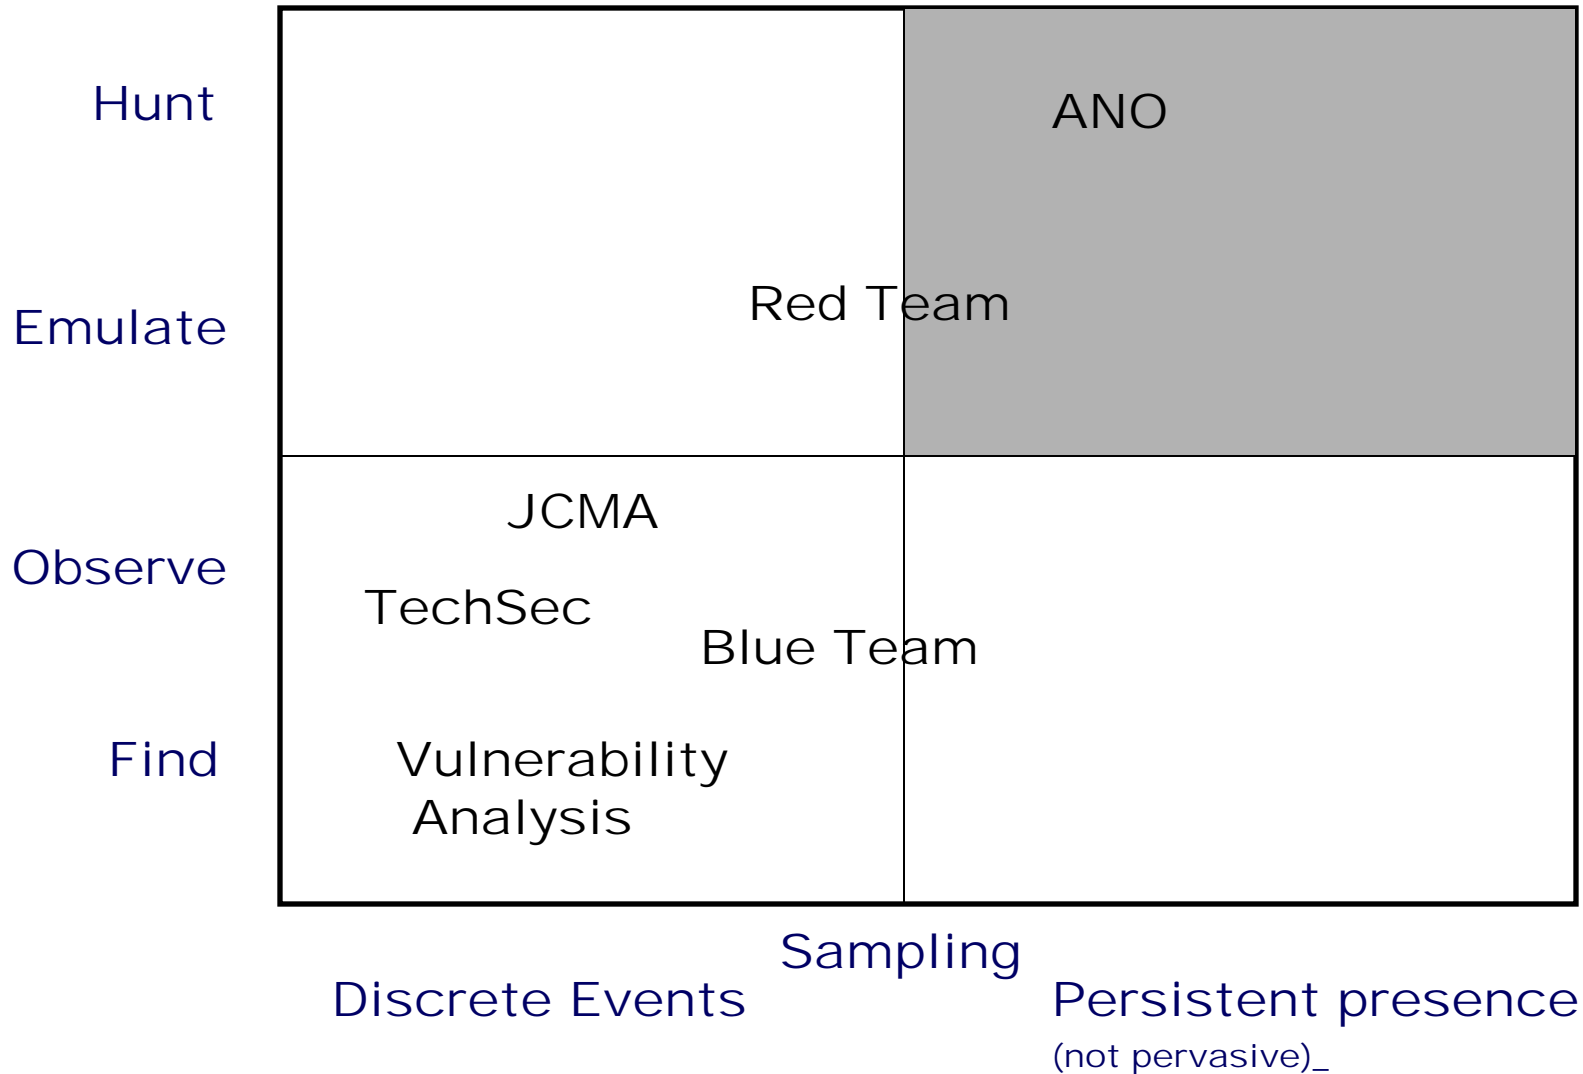 Hunt
ANO
Red Team
Emulate
JCMA
Observe
TechSec
Blue Team
Find
Vulnerability
Analysis
Sampling
Discrete Events
Persistent presence
(not pervasive)_